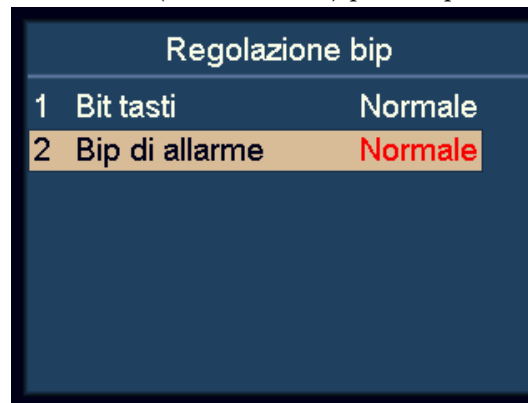 Regolazione bip
1 Bit tasti Normale
2 Bip di allarme Normale